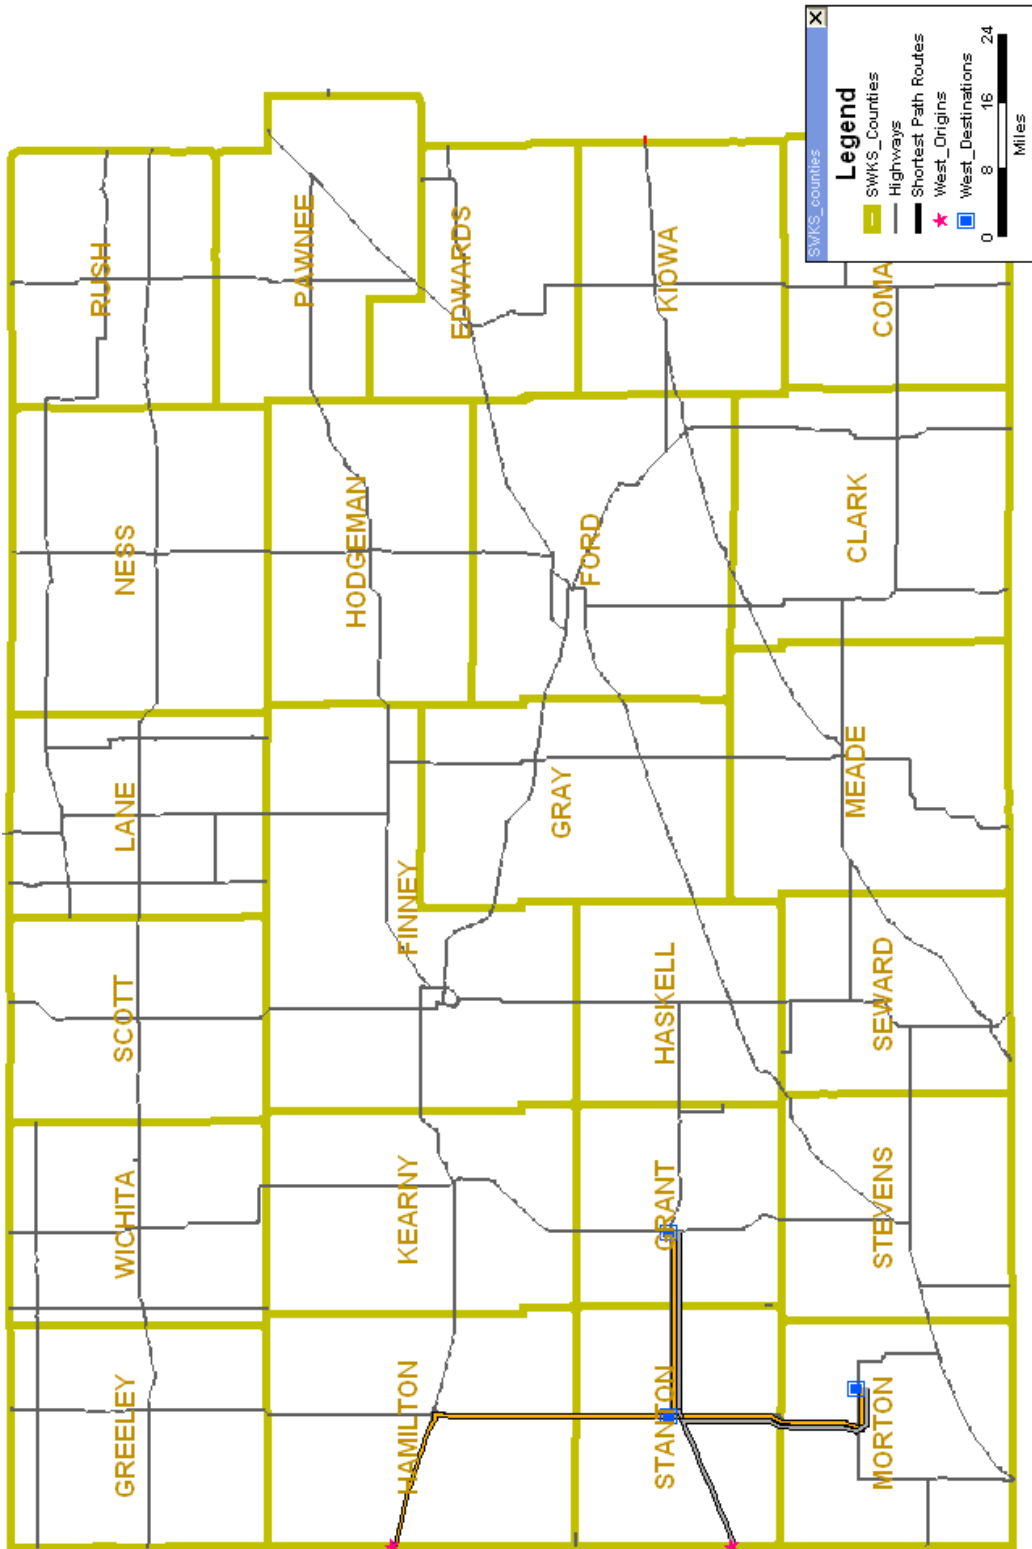 GREELEY
WICHITA
SCOTT
LANE
NESS
RUSH
HAMILTON
KEARNY
FINNEY
HODGEMAN
PAWNEE
GRAY
FORD
EDWARDS
STANTON
GRANT
HASKELL
KIOWA
MORTON
STEVENS
SEWARD
MEADE
CLARK
COMA
SWKS_counties
Legend
SWKS_Counties
Highways
Shortest Path Routes
West_Origins
West_Destinations
0 8 16 24
Miles